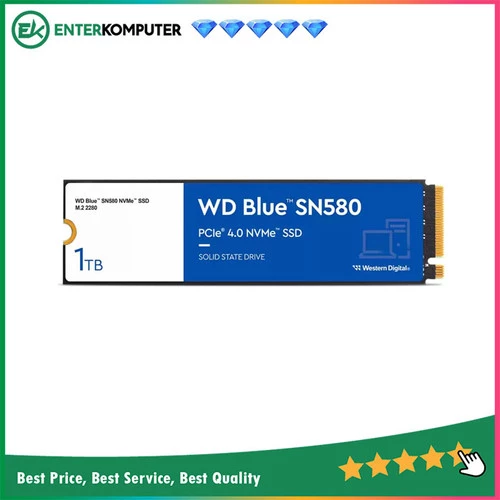 EK ENTERKOMPUTER
WD Blue™ SN580 NVMe™ SSD
M.2 2280
1TB
WD Blue™ SN580
PCIe® 4.0 NVMe™ SSD
SOLID STATE DRIVE
Western Digital®
Best Price, Best Service, Best Quality